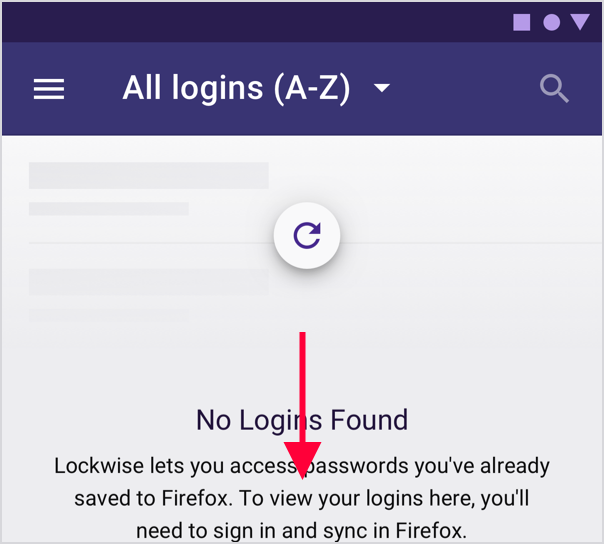 All logins (A-Z)
No Logins Found
Lockwise lets you access passwords you've already
saved to Firefox. To view your logins here, you'll
need to sign in and sync in Firefox.